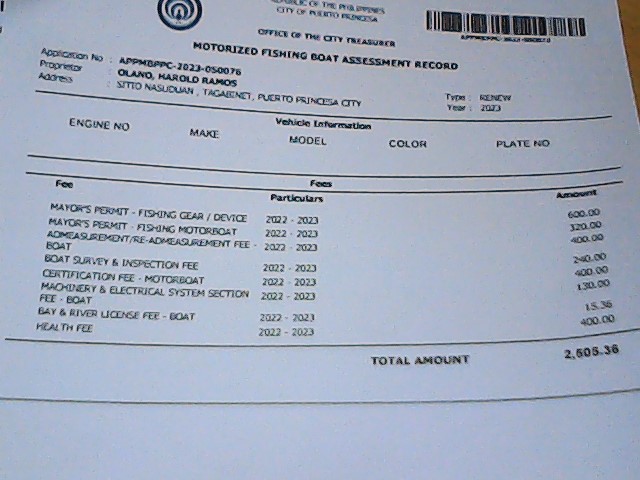 REPUBLIC OF THE PHILIPPINES
CITY OF PUERTO PRINCESA
OFFICE OF THE CITY TREASURER
MOTORIZED FISHING BOAT ASSESSMENT RECORD
APPMBPPC-2023-050076
Application No : APPMBPPC-2023-050076
Proprietor : OLANO, HAROLD RAMOS
Address : SITIO NASUDUAN , TAGABINET, PUERTO PRINCESA CITY
Type : RENEW
Year : 2023
Vehicle Information
ENGINE NO MAKE MODEL COLOR PLATE NO
Fees
Fee Particulars Amount
MAYOR'S PERMIT - FISHING GEAR / DEVICE 2022 - 2023 600.00
MAYOR'S PERMIT - FISHING MOTORBOAT 2022 - 2023 320.00
ADMEASUREMENT/RE-ADMEASUREMENT FEE - 2022 - 2023 400.00
BOAT
BOAT SURVEY & INSPECTION FEE 2022 - 2023 240.00
CERTIFICATION FEE - MOTORBOAT 2022 - 2023 400.00
MACHINERY & ELECTRICAL SYSTEM SECTION 2022 - 2023 130.00
FEE - BOAT
BAY & RIVER LICENSE FEE - BOAT 2022 - 2023 15.36
HEALTH FEE 2022 - 2023 400.00
TOTAL AMOUNT 2,505.36